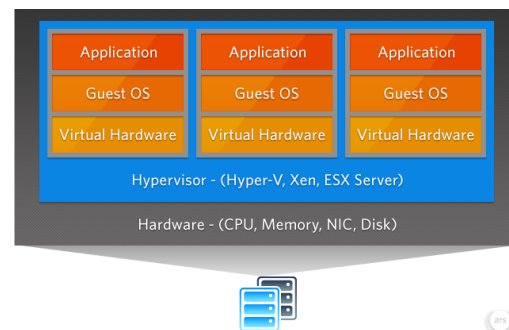 Application Application Application
Guest OS Guest OS Guest OS
Virtual Hardware Virtual Hardware Virtual Hardware
Hypervisor - (Hyper-V, Xen, ESX Server)
Hardware - (CPU, Memory, NIC, Disk)
ars